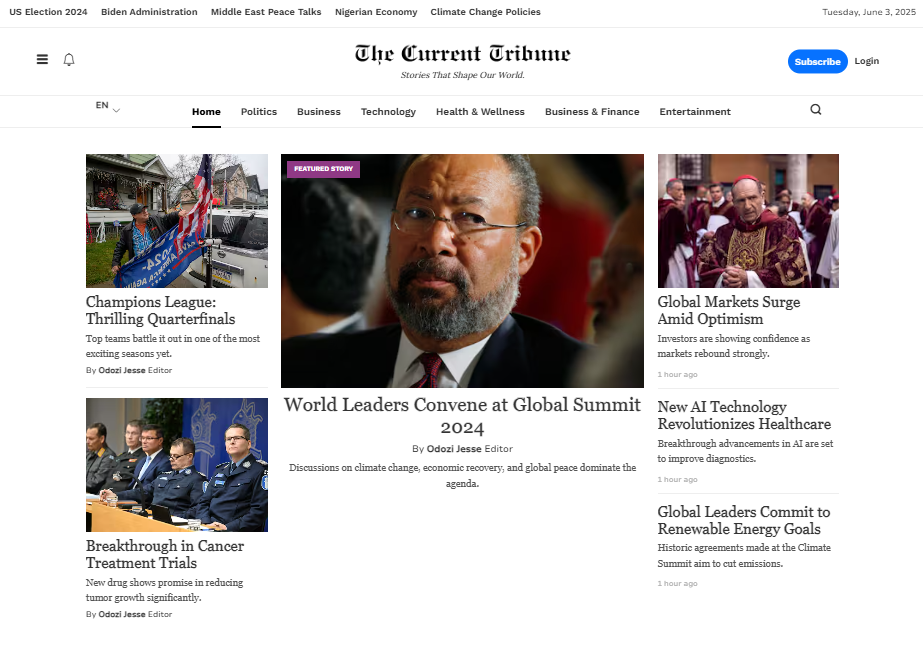 US Election 2024 Biden Administration Middle East Peace Talks Nigerian Economy Climate Change Policies Tuesday, June 3, 2025
The Current Tribune
Stories That Shape Our World.
Subscribe Login
EN
Home Politics Business Technology Health & Wellness Business & Finance Entertainment
Champions League:
Thrilling Quarterfinals
Top teams battle it out in one of the most
exciting seasons yet.
By Odozi Jesse Editor
Breakthrough in Cancer
Treatment Trials
New drug shows promise in reducing
tumor growth significantly.
By Odozi Jesse Editor
FEATURED STORY
World Leaders Convene at Global Summit
2024
By Odozi Jesse Editor
Discussions on climate change, economic recovery, and global peace dominate the
agenda.
Global Markets Surge
Amid Optimism
Investors are showing confidence as
markets rebound strongly.
1 hour ago
New AI Technology
Revolutionizes Healthcare
Breakthrough advancements in AI are set
to improve diagnostics.
1 hour ago
Global Leaders Commit to
Renewable Energy Goals
Historic agreements made at the Climate
Summit aim to cut emissions.
1 hour ago